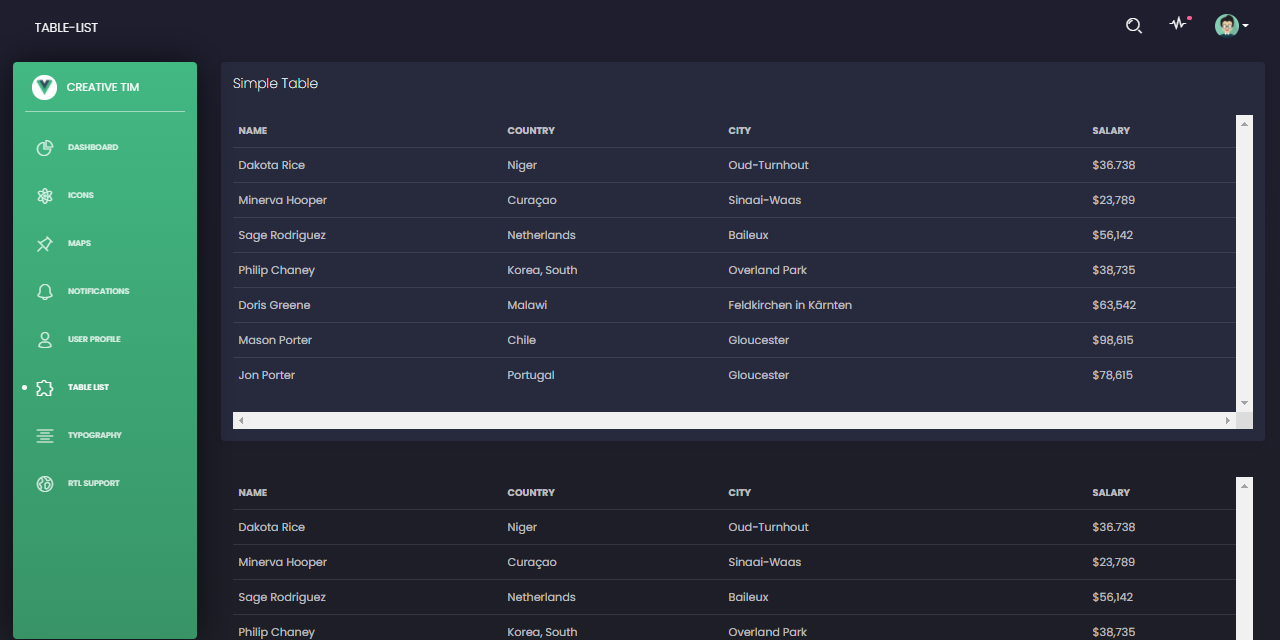 TABLE-LIST
CREATIVE TIM
DASHBOARD
ICONS
MAPS
NOTIFICATIONS
USER PROFILE
TABLE LIST
TYPOGRAPHY
RTL SUPPORT
Simple Table
NAME COUNTRY CITY SALARY
Dakota Rice Niger Oud-Turnhout $36.738
Minerva Hooper Curaçao Sinaai-Waas $23,789
Sage Rodriguez Netherlands Baileux $56,142
Philip Chaney Korea, South Overland Park $38,735
Doris Greene Malawi Feldkirchen in Kārnten $63,542
Mason Porter Chile Gloucester $98,615
Jon Porter Portugal Gloucester $78,615
NAME COUNTRY CITY SALARY
Dakota Rice Niger Oud-Turnhout $36.738
Minerva Hooper Curaçao Sinaai-Waas $23,789
Sage Rodriguez Netherlands Baileux $56,142
Philip Chaney Korea, South Overland Park $38,735